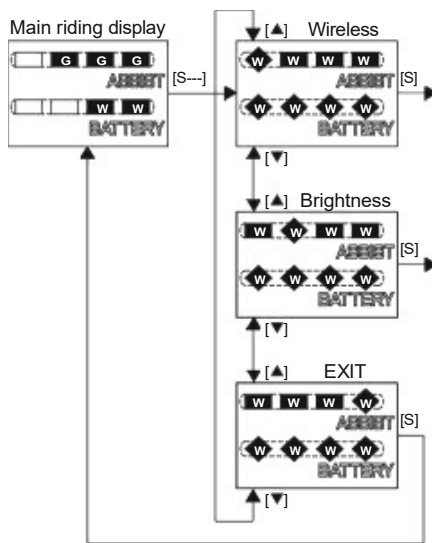 Main riding display
G G G
ASSIST
W W
BATTERY
[S---]
[▲] Wireless
W W W W
ASSIST
[S]
W W W W
BATTERY
[▼]
[▲] Brightness
W W W W
ASSIST
[S]
W W W W
BATTERY
[▼]
[▲] EXIT
W W W W
ASSIST
[S]
W W W W
BATTERY
[▼]